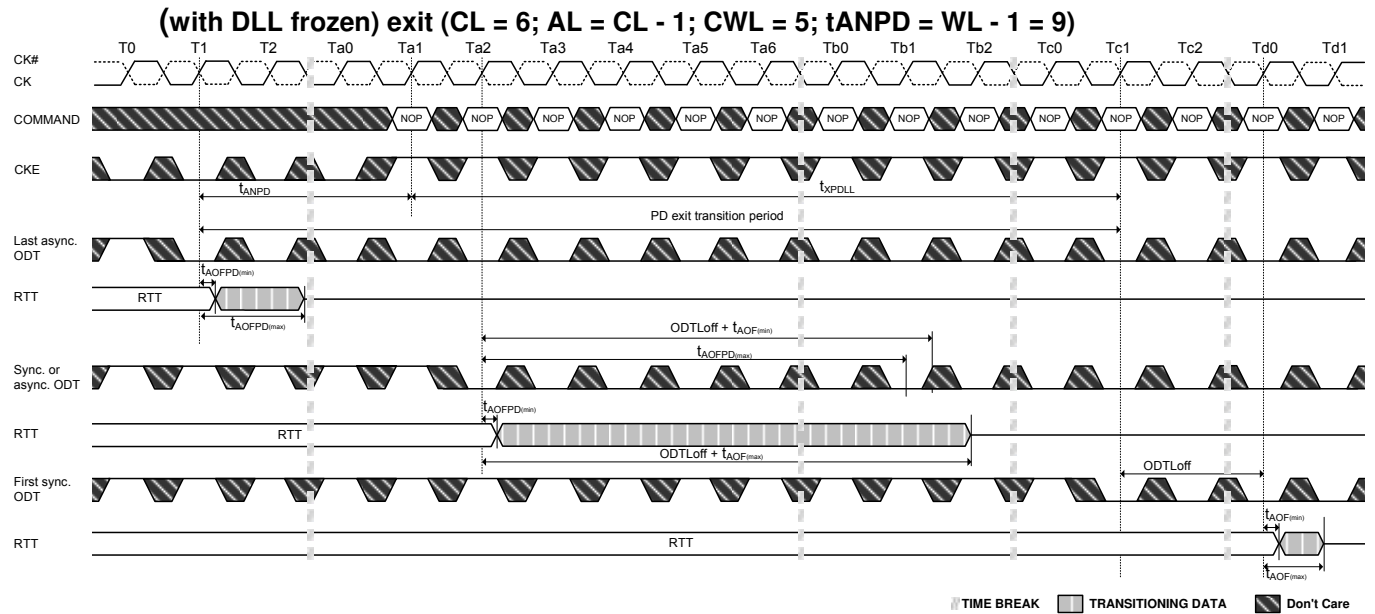 (with DLL frozen) exit (CL = 6; AL = CL - 1; CWL = 5; tANPD = WL - 1 = 9)
T0 T1 T2 Ta0 Ta1 Ta2 Ta3 Ta4 Ta5 Ta6 Tb0 Tb1 Tb2 Tc0 Tc1 Tc2 Td0 Td1
CK#
CK
COMMAND NOP NOP NOP NOP NOP NOP NOP NOP NOP NOP NOP NOP NOP NOP
CKE
tANPD tXPDLL
PD exit transition period
Last async.
ODT
tAOFPD(min)
RTT RTT
tAOFPD(max)
ODTLoff + tAOF(min)
tAOFPD(max)
Sync. or
async. ODT
tAOFPD(min)
RTT RTT
ODTLoff + tAOF(max)
ODTLoff
First sync.
ODT
tAOF(min)
RTT RTT
tAOF(max)
TIME BREAK TRANSITIONING DATA Don't Care